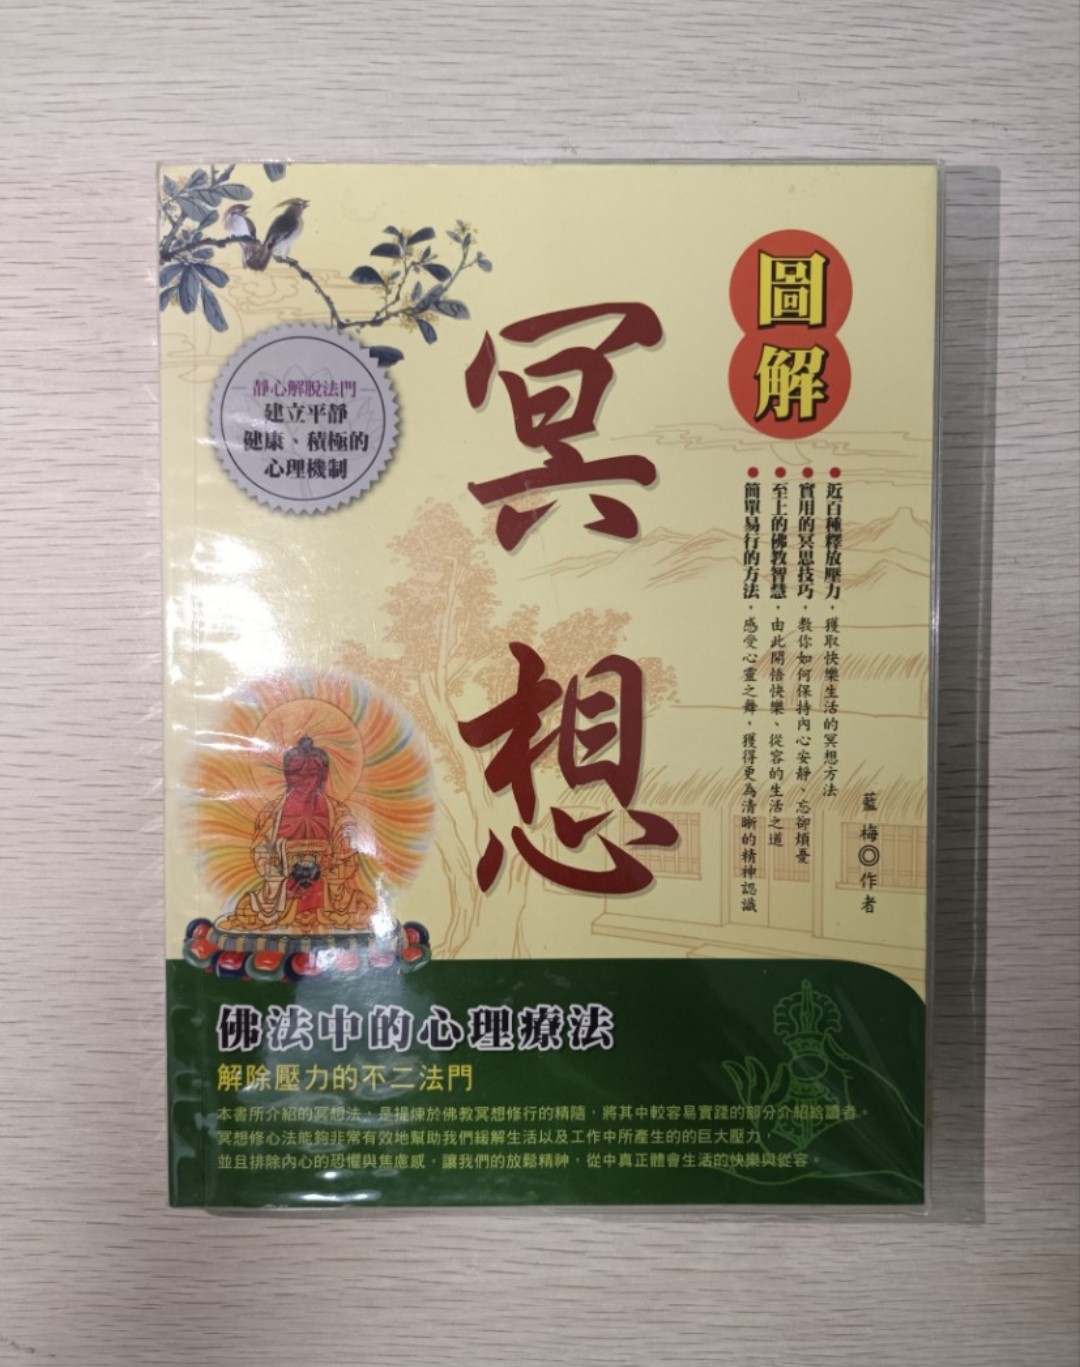 圖解
冥想
靜心解脫法門
建立平靜
健康、積極的
心理機制
近百種釋放壓力，獲取快樂生活的冥想方法
實用的冥思技巧，教你如何保持內心安靜、忘卻煩憂
至上的佛教智慧，由此開悟快樂、從容的生活之道
簡單易行的方法，感受心靈之舞，獲得更為清晰的精神認識
藍梅◎作者
佛法中的心理療法
解除壓力的不二法門
本書所介紹的冥想法，是提煉於佛教冥想修行的精隨，將其中較容易實踐的部分介紹給讀者。
冥想修心法能夠非常有效地幫助我們緩解生活以及工作中所產生的的巨大壓力，
並且排除內心的恐懼與焦慮感，讓我們的放鬆精神，從中真正體會生活的快樂與從容。